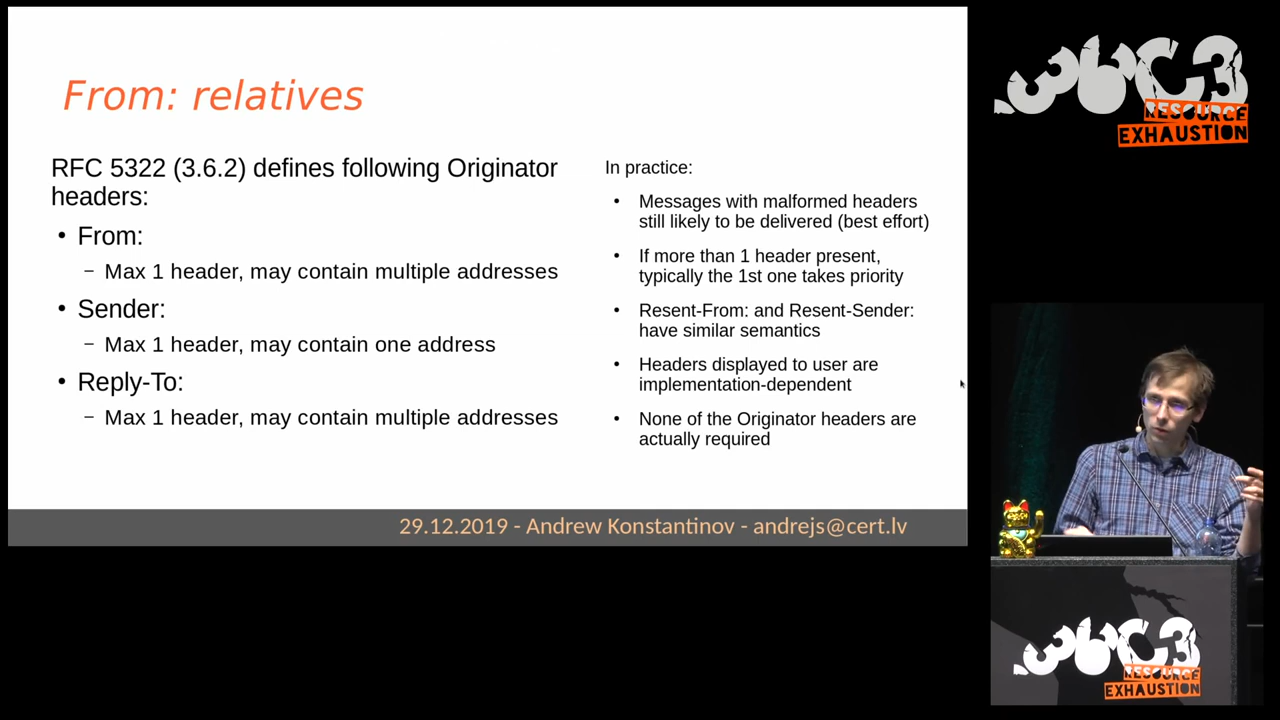 From: relatives
RFC 5322 (3.6.2) defines following Originator
headers:
• From:
– Max 1 header, may contain multiple addresses
• Sender:
– Max 1 header, may contain one address
• Reply-To:
– Max 1 header, may contain multiple addresses
In practice:
• Messages with malformed headers
still likely to be delivered (best effort)
• If more than 1 header present,
typically the 1st one takes priority
• Resent-From: and Resent-Sender:
have similar semantics
• Headers displayed to user are
implementation-dependent
• None of the Originator headers are
actually required
29.12.2019 - Andrew Konstantinov - andrejs@cert.lv
36C3
RESOURCE
EXHAUSTION
36C3
RESOURCE
EXHAUSTION